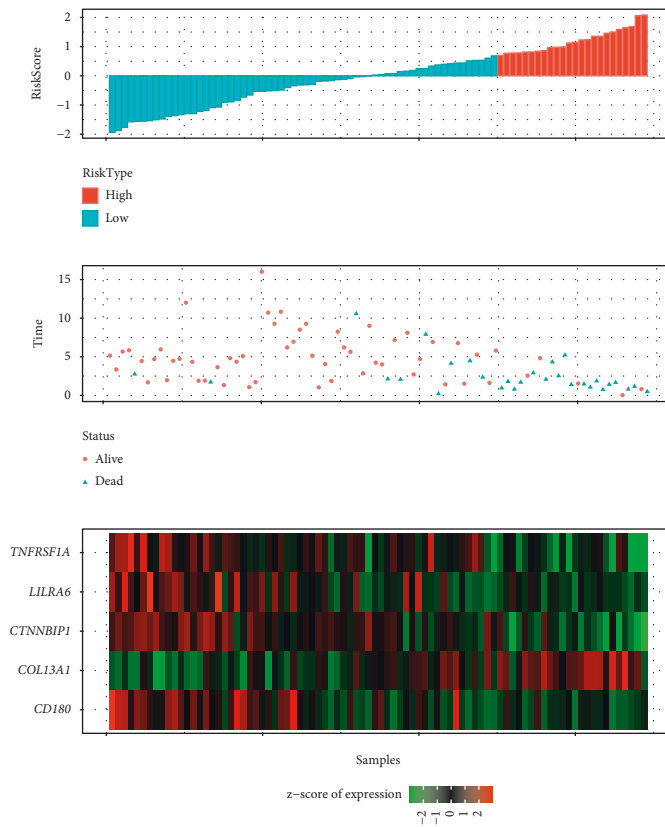 2
1
0
−1
−2
RiskScore
RiskType
High
Low
15
10
5
0
Time
Status
Alive
Dead
TNFRSF1A
LILRA6
CTNNBIP1
COL13A1
CD180
Samples
z-score of expression
−2 −1 0 1 2